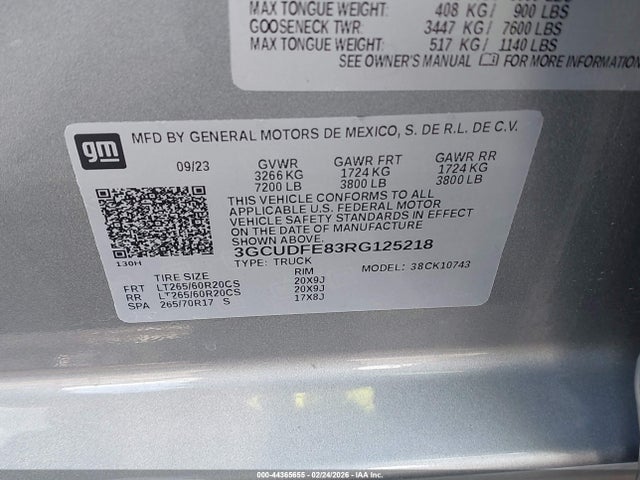 MAX TONGUE WEIGHT: 408 KG/ 900 LBS
GOOSENECK TWR: 3447 KG/ 7600 LBS
MAX TONGUE WEIGHT: 517 KG/ 1140 LBS
SEE OWNER'S MANUAL FOR MORE INFORMATION
gm MFD BY GENERAL MOTORS DE MEXICO, S. DE R.L. DE C.V.
09/23 GVWR GAWR FRT GAWR RR
3266 KG 1724 KG 1724 KG
7200 LB 3800 LB 3800 LB
THIS VEHICLE CONFORMS TO ALL
APPLICABLE U.S. FEDERAL MOTOR
VEHICLE SAFETY STANDARDS IN EFFECT
ON THE DATE OF MANUFACTURE
SHOWN ABOVE.
3GCUDFE83RG125218
130H TYPE: TRUCK MODEL: 38CK10743
TIRE SIZE RIM
FRT LT265/60R20CS 20X9J
RR LT265/60R20CS 20X9J
SPA 265/70R17 S 17X8J
000-44365655 - 02/24/2026 - IAAI.COM